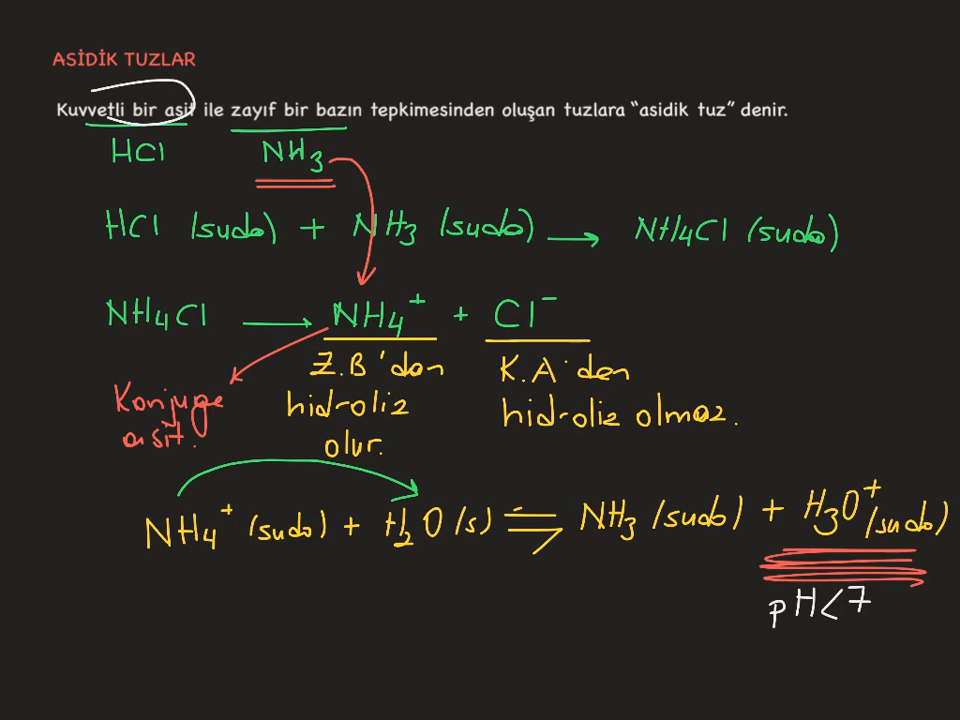 ASİDİK TUZLAR
Kuvvetli bir asit ile zayıf bir bazın tepkimesinden oluşan tuzlara “asidik tuz” denir.
HCl NH₃
HCl (suda) + NH₃ (suda) → NH₄Cl (suda)
NH₄Cl → NH₄⁺ + Cl⁻
Z.B'dan K.A'den
Konjuge hidroliz hidroliz olmaz.
asit. olur.
NH₄⁺ (suda) + H₂O (s) ⇌ NH₃ (suda) + H₃O⁺ (suda)
pH<7